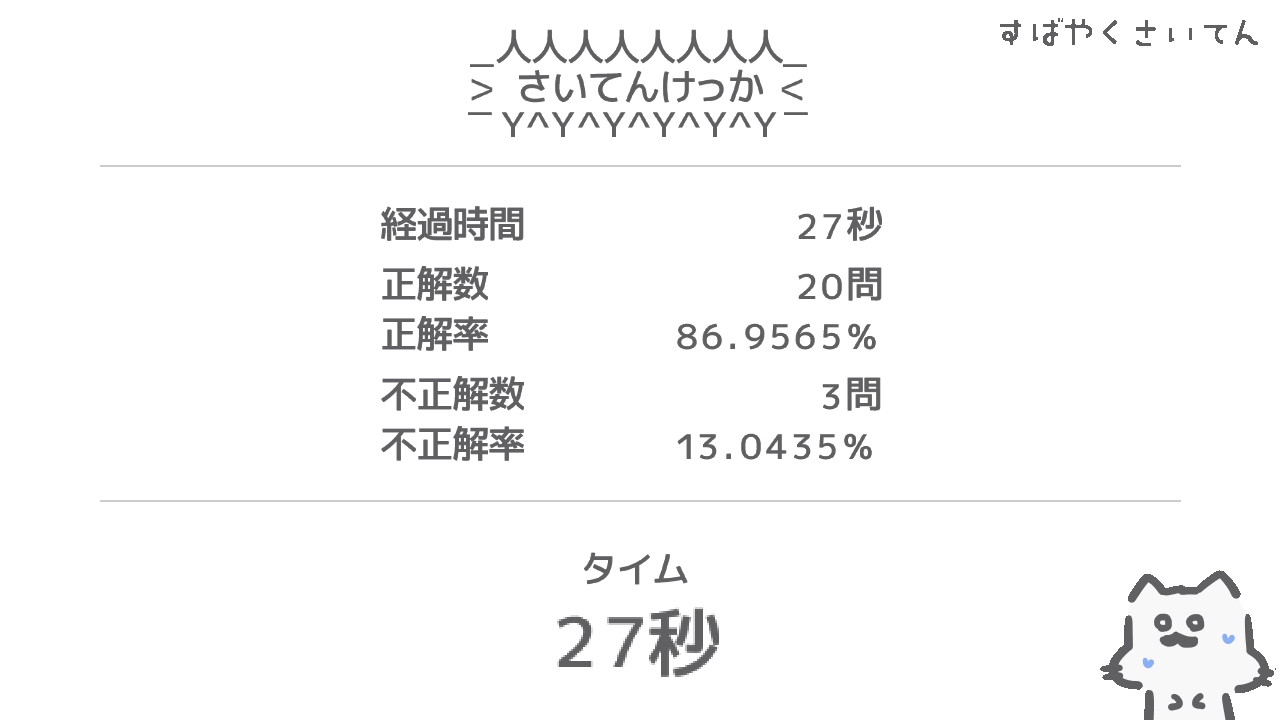 すばやくさいてん
＿人人人人人人人人＿
＞ さいてんけっか ＜
￣Y^Y^Y^Y^Y^Y￣
経過時間 27秒
正解数 20問
正解率 86.9565%
不正解数 3問
不正解率 13.0435%
タイム
27秒